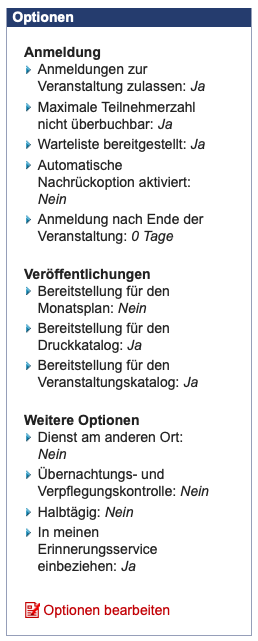 Optionen
Anmeldung
Anmeldungen zur
Veranstaltung zulassen: Ja
Maximale Teilnehmerzahl
nicht überbuchbar: Ja
Warteliste bereitgestellt: Ja
Automatische
Nachrückoption aktiviert:
Nein
Anmeldung nach Ende der
Veranstaltung: 0 Tage
Veröffentlichungen
Bereitstellung für den
Monatsplan: Nein
Bereitstellung für den
Druckkatalog: Ja
Bereitstellung für den
Veranstaltungskatalog: Ja
Weitere Optionen
Dienst am anderen Ort:
Nein
Übernachtungs- und
Verpflegungskontrolle: Nein
Halbtägig: Nein
In meinen
Erinnerungsservice
einbeziehen: Ja
Optionen bearbeiten